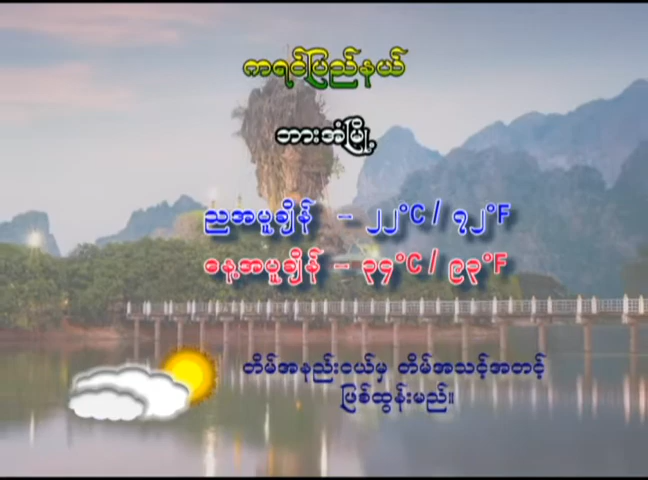 ကရင်ပြည်နယ်
ဘားအံမြို့
ညအပူချိန် - ၂၂°C / ၇၂°F
နေ့အပူချိန် - ၃၄°C / ၉၃°F
တိမ်အနည်းငယ်မှ တိမ်အသင့်အတင့်
ဖြစ်ထွန်းမည်။